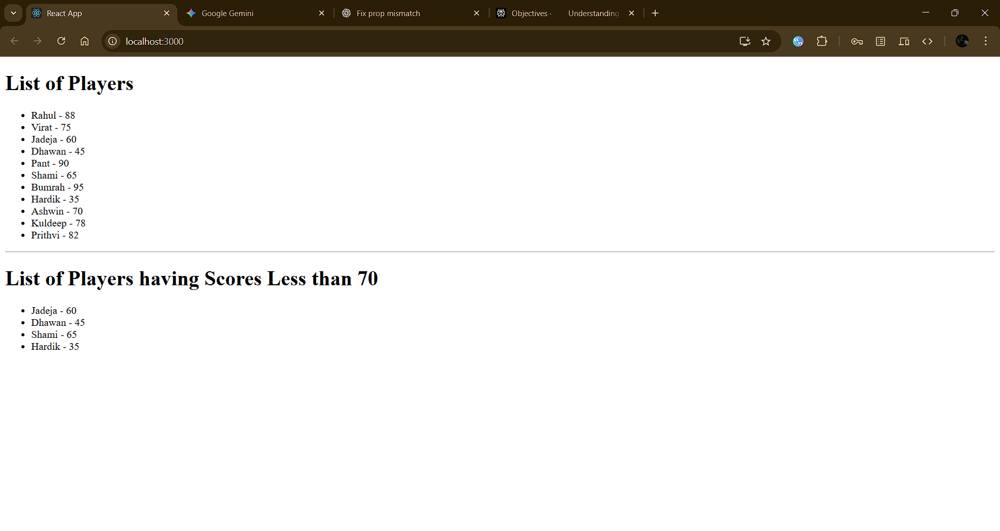 React App
Google Gemini
Fix prop mismatch
Objectives · Understanding
localhost:3000
List of Players
• Rahul - 88
• Virat - 75
• Jadeja - 60
• Dhawan - 45
• Pant - 90
• Shami - 65
• Bumrah - 95
• Hardik - 35
• Ashwin - 70
• Kuldeep - 78
• Prithvi - 82
List of Players having Scores Less than 70
• Jadeja - 60
• Dhawan - 45
• Shami - 65
• Hardik - 35